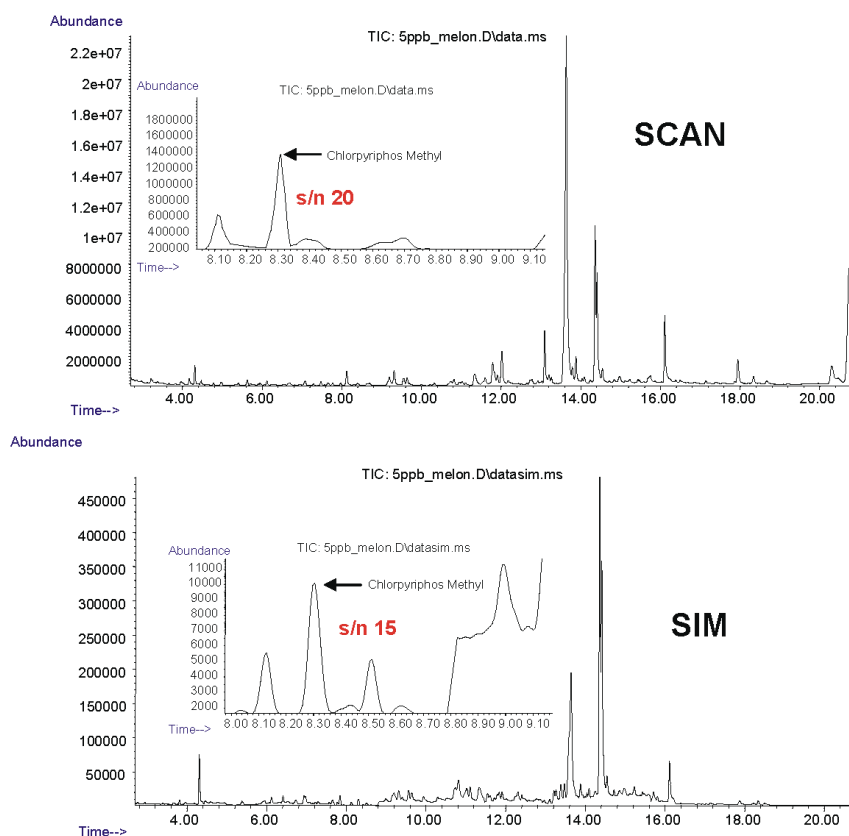 Abundance
TIC: 5ppb_melon.D\data.ms
2.2e+07
2e+07
1.8e+07
1.6e+07
1.4e+07
1.2e+07
1e+07
8000000
6000000
4000000
2000000
Abundance
TIC: 5ppb_melon.D\data.ms
1800000
1600000
1400000
1200000
1000000
800000
600000
400000
200000
Chlorpyriphos Methyl
s/n 20
8.10 8.20 8.30 8.40 8.50 8.60 8.70 8.80 8.90 9.00 9.10
Time-->
SCAN
4.00 6.00 8.00 10.00 12.00 14.00 16.00 18.00 20.00
Time-->
Abundance
TIC: 5ppb_melon.D\datasim.ms
450000
400000
350000
300000
250000
200000
150000
100000
50000
Abundance
TIC: 5ppb_melon.D\datasim.ms
11000
10000
9000
8000
7000
6000
5000
4000
3000
2000
Chlorpyriphos Methyl
s/n 15
8.00 8.10 8.20 8.30 8.40 8.50 8.60 8.70 8.80 8.90 9.00 9.10
Time-->
SIM
4.00 6.00 8.00 10.00 12.00 14.00 16.00 18.00 20.00
Time-->